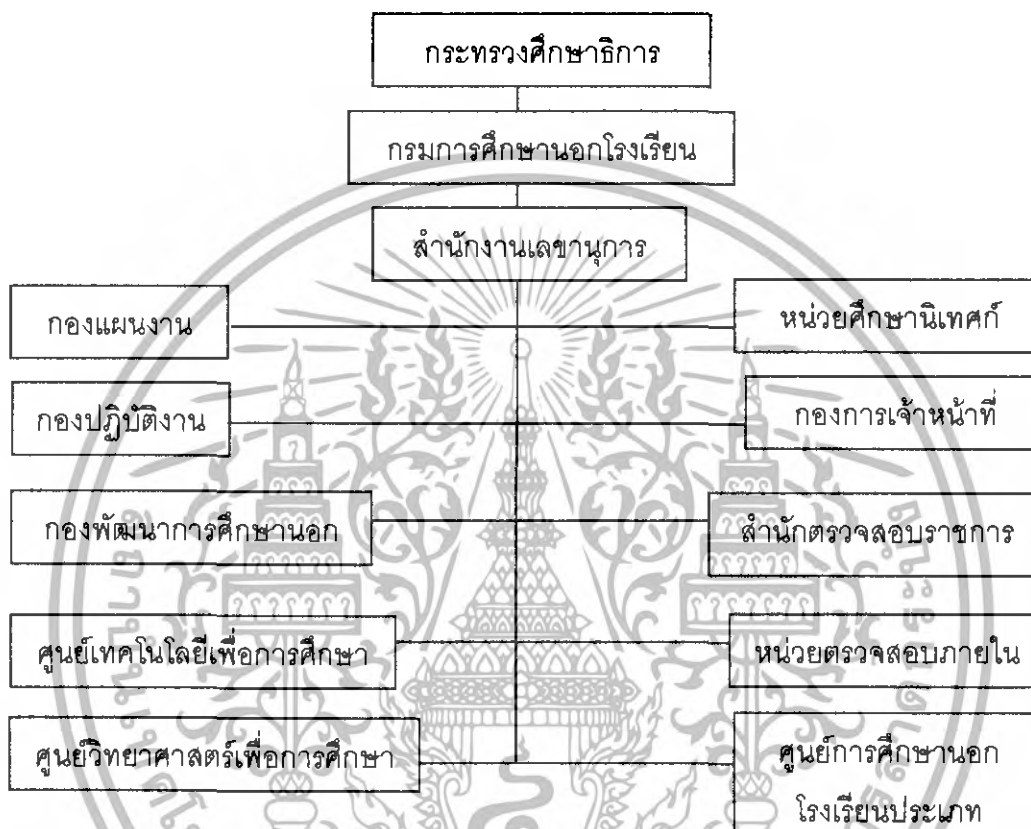 กระทรวงศึกษาธิการ
กรมการศึกษานอกโรงเรียน
สำนักงานเลขานุการ
กองแผนงาน
หน่วยศึกษานิเทศก์
กองปฏิบัติงาน
กองการเจ้าหน้าที่
กองพัฒนาการศึกษานอก
สำนักตรวจสอบราชการ
ศูนย์เทคโนโลยีเพื่อการศึกษา
หน่วยตรวจสอบภายใน
ศูนย์วิทยาศาสตร์เพื่อการศึกษา
ศูนย์การศึกษานอก
โรงเรียนประเภท